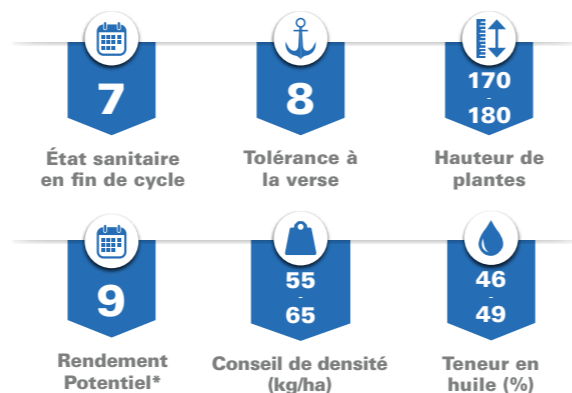 7
État sanitaire
en fin de cycle
8
Tolérance à
la verse
170
-
180
Hauteur de
plantes
9
Rendement
Potentiel*
55
-
65
Conseil de densité
(kg/ha)
46
-
49
Teneur en
huile (%)